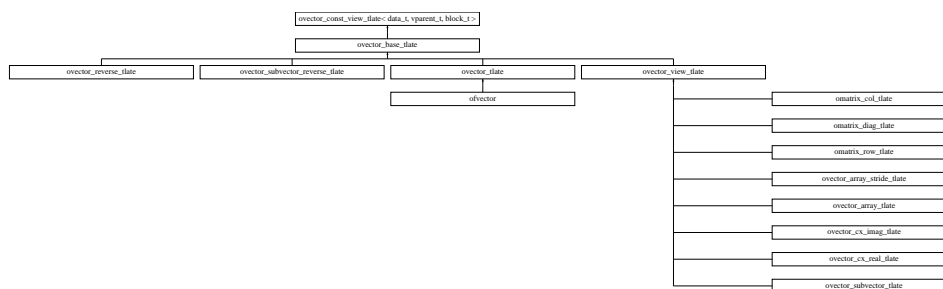 ovector_const_view_tlate< data_t, vparent_t, block_t >
ovector_base_tlate
ovector_reverse_tlate ovector_subvector_reverse_tlate ovector_tlate ovector_view_tlate
ofvector omatrix_col_tlate
omatrix_diag_tlate
omatrix_row_tlate
ovector_array_stride_tlate
ovector_array_tlate
ovector_cx_imag_tlate
ovector_cx_real_tlate
ovector_subvector_tlate